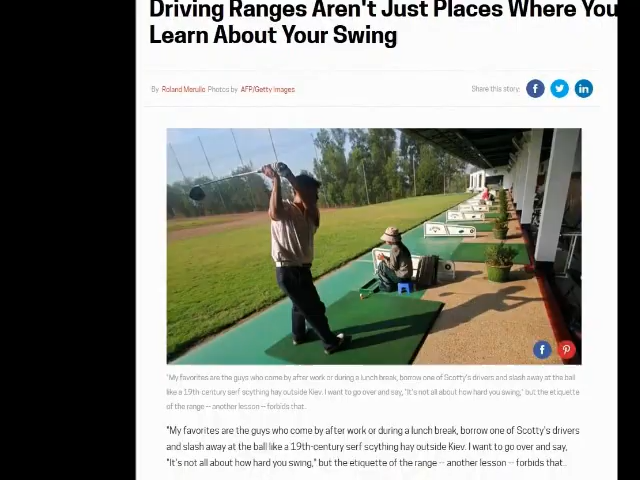 Driving Ranges Aren't Just Places Where You
Learn About Your Swing
By Roland Merullo Photos by AFP/Getty Images
Share this story:
"My favorites are the guys who come by after work or during a lunch break, borrow one of Scotty's drivers and slash away at the ball
like a 19th-century serf scything hay outside Kiev. I want to go over and say, "It's not all about how hard you swing," but the etiquette
of the range -- another lesson -- forbids that.
"My favorites are the guys who come by after work or during a lunch break, borrow one of Scotty's drivers
and slash away at the ball like a 19th-century serf scything hay outside Kiev. I want to go over and say,
"It's not all about how hard you swing," but the etiquette of the range -- another lesson -- forbids that..